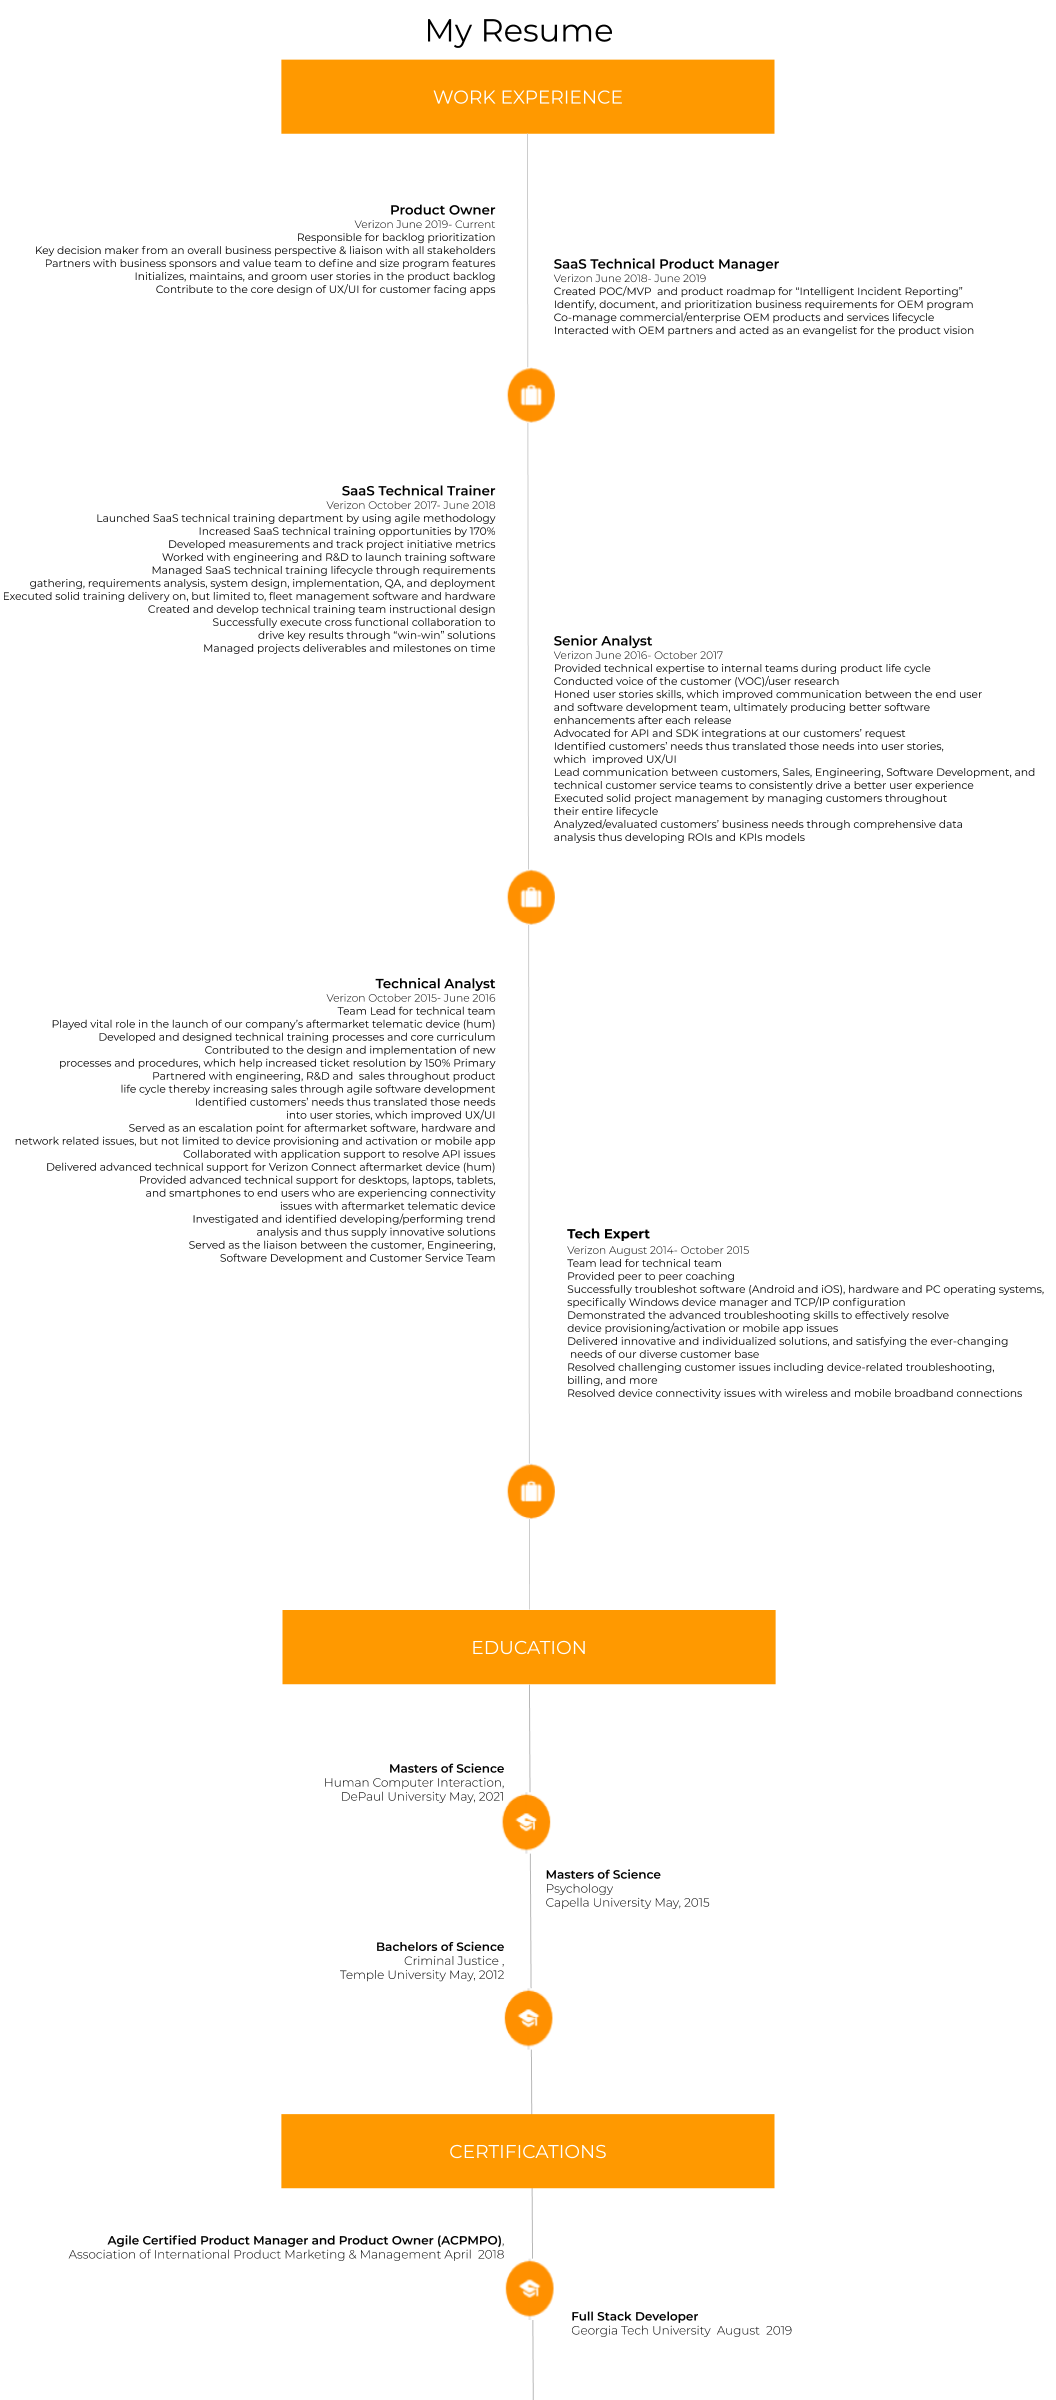 My Resume
WORK EXPERIENCE
Product Owner
Verizon June 2019- Current
Responsible for backlog prioritization
Key decision maker from an overall business perspective & liaison with all stakeholders
Partners with business sponsors and value team to define and size program features
Initializes, maintains, and groom user stories in the product backlog
Contribute to the core design of UX/UI for customer facing apps
SaaS Technical Product Manager
Verizon June 2018- June 2019
Created POC/MVP  and product roadmap for “Intelligent Incident Reporting”
Identify, document, and prioritization business requirements for OEM program
Co-manage commercial/enterprise OEM products and services lifecycle
Interacted with OEM partners and acted as an evangelist for the product vision
SaaS Technical Trainer
Verizon October 2017- June 2018
Launched SaaS technical training department by using agile methodology
Increased SaaS technical training opportunities by 170%
Developed measurements and track project initiative metrics
Worked with engineering and R&D to launch training software
Managed SaaS technical training lifecycle through requirements
gathering, requirements analysis, system design, implementation, QA, and deployment
Executed solid training delivery on, but limited to, fleet management software and hardware
Created and develop technical training team instructional design
Successfully execute cross functional collaboration to
drive key results through “win-win” solutions
Managed projects deliverables and milestones on time
Senior Analyst
Verizon June 2016- October 2017
Provided technical expertise to internal teams during product life cycle
Conducted voice of the customer (VOC)/user research
Honed user stories skills, which improved communication between the end user
and software development team, ultimately producing better software
enhancements after each release
Advocated for API and SDK integrations at our customers’ request
Identified customers’ needs thus translated those needs into user stories,
which  improved UX/UI
Lead communication between customers, Sales, Engineering, Software Development, and
technical customer service teams to consistently drive a better user experience
Executed solid project management by managing customers throughout
their entire lifecycle
Analyzed/evaluated customers’ business needs through comprehensive data
analysis thus developing ROIs and KPIs models
Technical Analyst
Verizon October 2015- June 2016
Team Lead for technical team
Played vital role in the launch of our company’s aftermarket telematic device (hum)
Developed and designed technical training processes and core curriculum
Contributed to the design and implementation of new
processes and procedures, which help increased ticket resolution by 150% Primary
Partnered with engineering, R&D and  sales throughout product
life cycle thereby increasing sales through agile software development
Identified customers’ needs thus translated those needs
into user stories, which improved UX/UI
Served as an escalation point for aftermarket software, hardware and
network related issues, but not limited to device provisioning and activation or mobile app
Collaborated with application support to resolve API issues
Delivered advanced technical support for Verizon Connect aftermarket device (hum)
Provided advanced technical support for desktops, laptops, tablets,
and smartphones to end users who are experiencing connectivity
issues with aftermarket telematic device
Investigated and identified developing/performing trend
analysis and thus supply innovative solutions
Served as the liaison between the customer, Engineering,
Software Development and Customer Service Team
Tech Expert
Verizon August 2014- October 2015
Team lead for technical team
Provided peer to peer coaching
Successfully troubleshot software (Android and iOS), hardware and PC operating systems,
specifically Windows device manager and TCP/IP configuration
Demonstrated the advanced troubleshooting skills to effectively resolve
device provisioning/activation or mobile app issues
Delivered innovative and individualized solutions, and satisfying the ever-changing
needs of our diverse customer base
Resolved challenging customer issues including device-related troubleshooting,
billing, and more
Resolved device connectivity issues with wireless and mobile broadband connections
EDUCATION
Masters of Science
Human Computer Interaction,
DePaul University May, 2021
Masters of Science
Psychology
Capella University May, 2015
Bachelors of Science
Criminal Justice ,
Temple University May, 2012
CERTIFICATIONS
Agile Certified Product Manager and Product Owner (ACPMPO),
Association of International Product Marketing & Management April  2018
Full Stack Developer
Georgia Tech University  August  2019